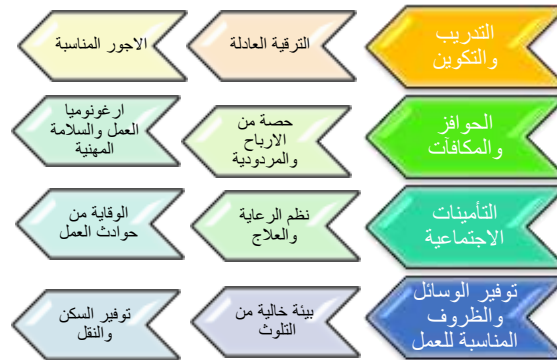 التدريب
والتكوين
الترقية العادلة
الاجور المناسبة
الحوافز
والمكافآت
حصة من
الارباح
والمردودية
ارغونوميا
العمل والسلامة
المهنية
التأمينات
الاجتماعية
نظم الرعاية
والعلاج
الوقاية من
حوادث العمل
توفير الوسائل
والظروف
المناسبة للعمل
بيئة خالية من
التلوث
توفير السكن
والنقل